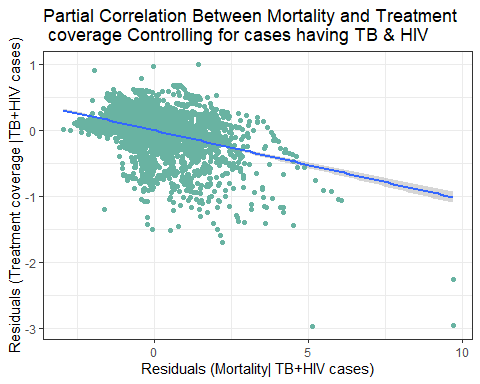 Partial Correlation Between Mortality and Treatment
coverage Controlling for cases having TB & HIV
Residuals (Treatment coverage |TB+HIV cases)
1
0
-1
-2
-3
0
5
10
Residuals (Mortality| TB+HIV cases)